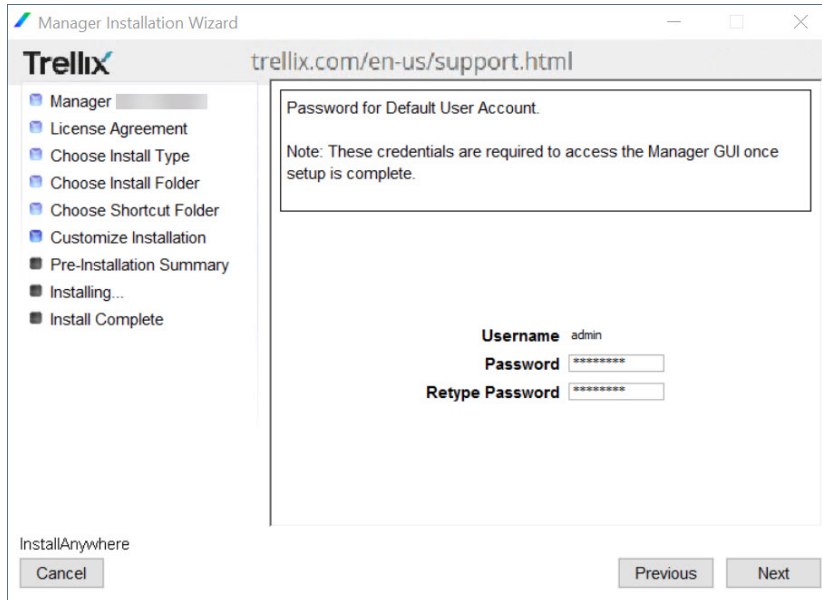 Manager Installation Wizard
Trellix
trellix.com/en-us/support.html
Manager
License Agreement
Choose Install Type
Choose Install Folder
Choose Shortcut Folder
Customize Installation
Pre-Installation Summary
Installing...
Install Complete
Password for Default User Account.
Note: These credentials are required to access the Manager GUI once
setup is complete.
Username admin
Password ********
Retype Password ********
InstallAnywhere
Cancel
Previous
Next